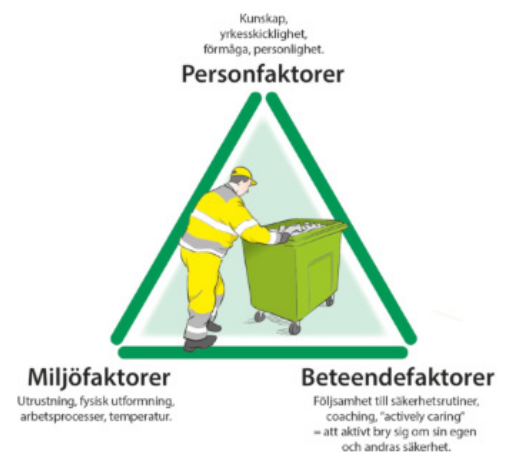 Kunskap,
yrkesskicklighet,
förmåga, personlighet.
Personfaktorer
Miljöfaktorer
Utrustning, fysisk utformning,
arbetsprocesser, temperatur.
Beteendefaktorer
Följsamhet till säkerhetsrutiner,
coaching, "actively caring"
= att aktivt bry sig om sin egen
och andras säkerhet.